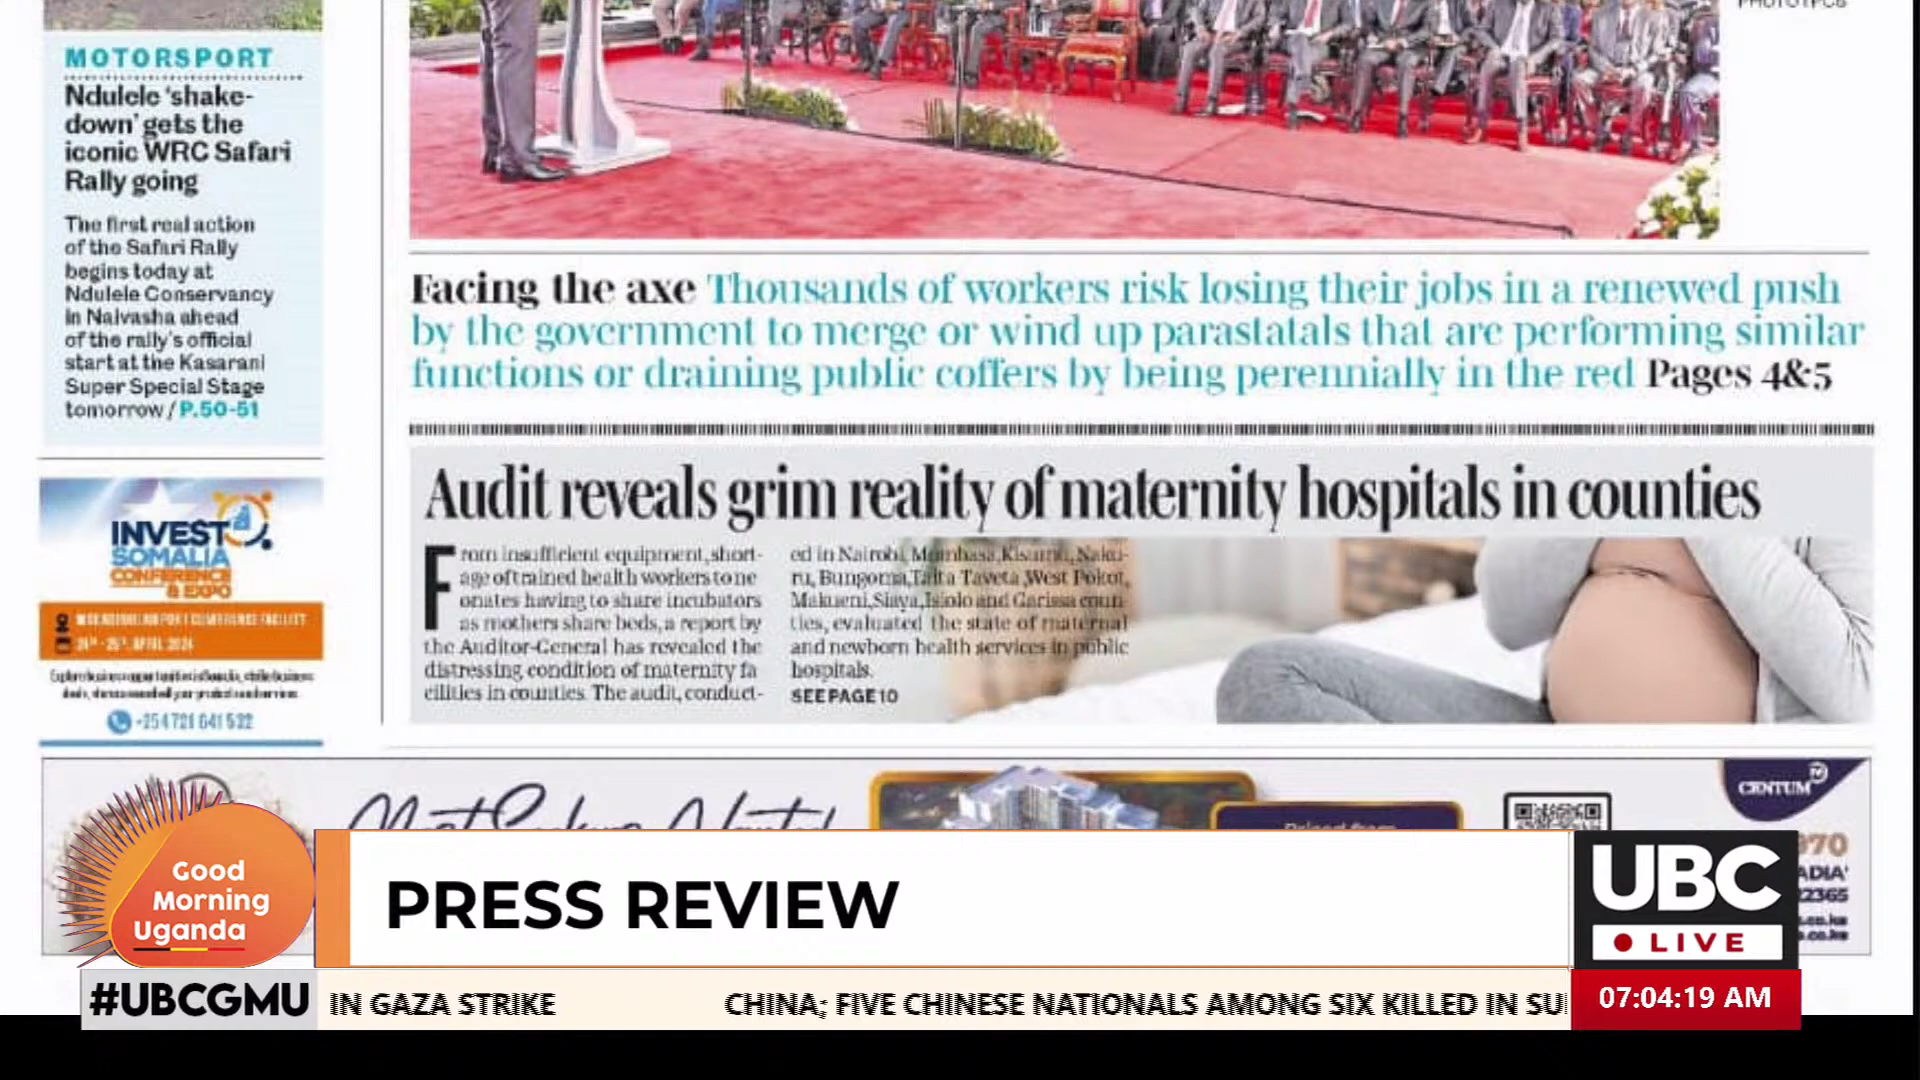 MOTORSPORT
Ndulele ‘shake-
down’ gets the
iconic WRC Safari
Rally going
The first real action
of the Safari Rally
begins today at
Ndulele Conservancy
in Naivasha ahead
of the rally’s official
start at the Kasarani
Super Special Stage
tomorrow / P.50-51
INVEST
SOMALIA
CONFERENCE
& EXPO
+254 721 641 522
Facing the axe Thousands of workers risk losing their jobs in a renewed push
by the government to merge or wind up parastatals that are performing similar
functions or draining public coffers by being perennially in the red Pages 4&5
Audit reveals grim reality of maternity hospitals in counties
From insufficient equipment, short-
age of trained health workers to ne
onates having to share incubators
as mothers share beds, a report by
the Auditor-General has revealed the
distressing condition of maternity fa
cilities in counties. The audit, conduct-
ed in Nairobi, Mombasa, Kisumu, Naku-
ru, Bungoma, Taita Taveta, West Pokot,
Makueni, Siaya, Isiolo and Garissa coun-
ties, evaluated the state of maternal
and newborn health services in public
hospitals.
SEE PAGE 10
CENTUM
Good
Morning
Uganda
PRESS REVIEW
UBC
LIVE
#UBCGMU
IN GAZA STRIKE
CHINA; FIVE CHINESE NATIONALS AMONG SIX KILLED IN SU
07:04:19 AM